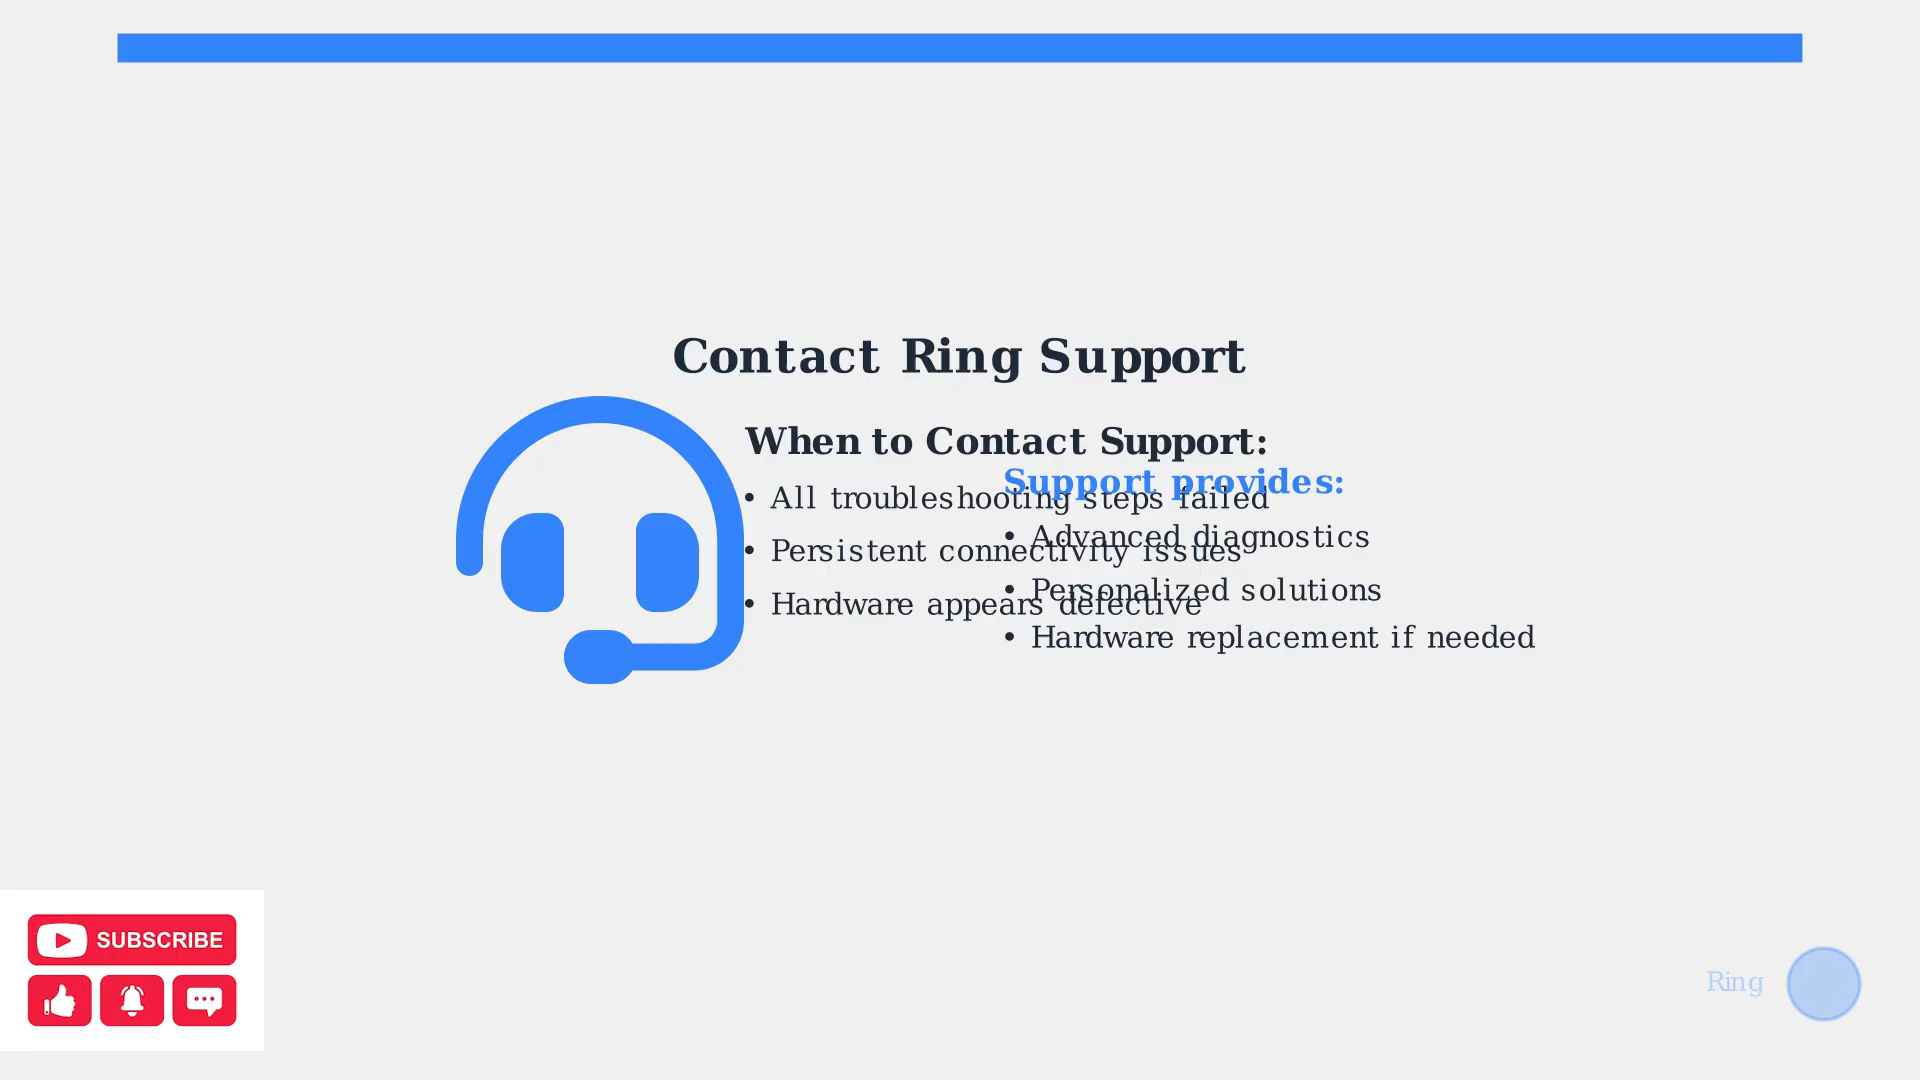 Contact Ring Support
When to Contact Support:
• All troubleshooting steps failed
• Persistent connectivity issues
• Hardware appears defective
Support provides:
• Advanced diagnostics
• Personalized solutions
• Hardware replacement if needed
SUBSCRIBE
Ring